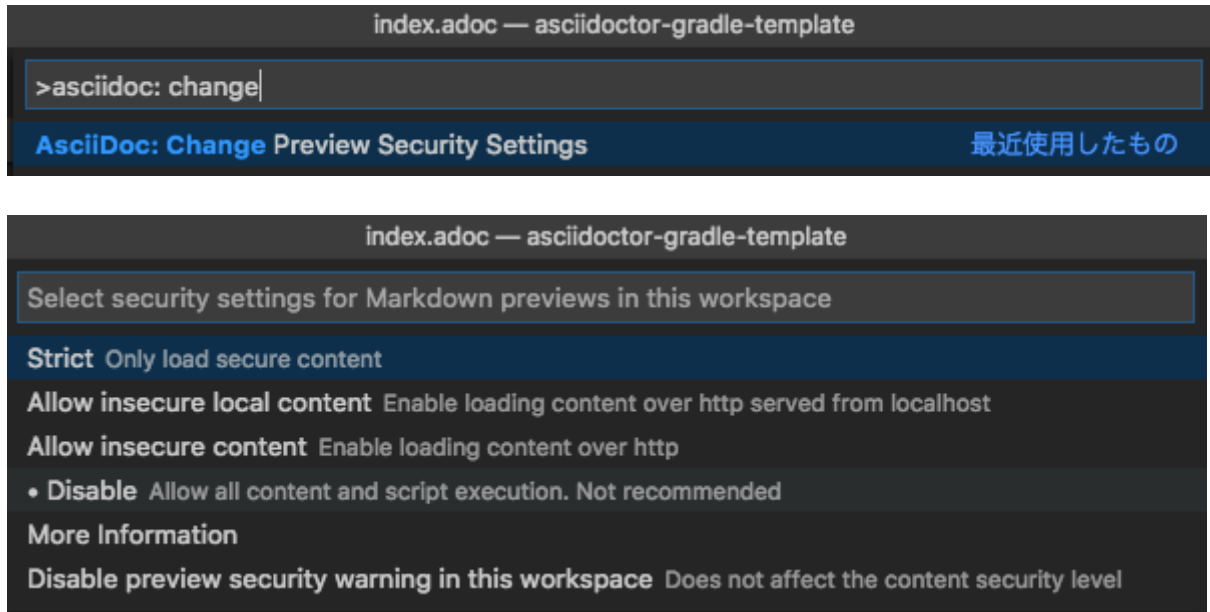 index.adoc — asciidoctor-gradle-template
>asciidoc: change
AsciiDoc: Change Preview Security Settings 最近使用したもの
index.adoc — asciidoctor-gradle-template
Select security settings for Markdown previews in this workspace
Strict Only load secure content
Allow insecure local content Enable loading content over http served from localhost
Allow insecure content Enable loading content over http
• Disable Allow all content and script execution. Not recommended
More Information
Disable preview security warning in this workspace Does not affect the content security level